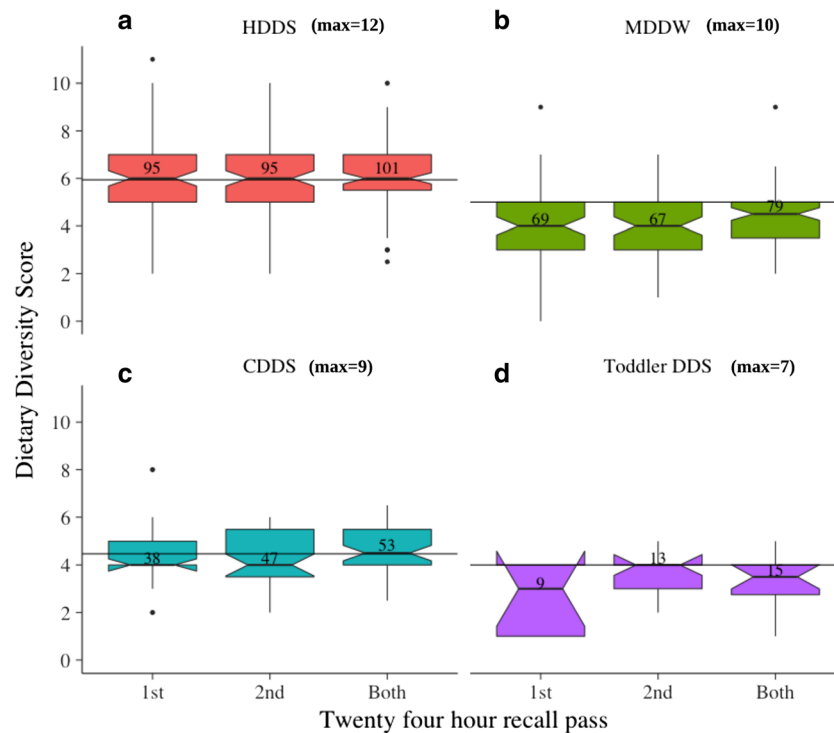 a HDDS (max=12)
b MDDW (max=10)
10
8
6
4
2
0
95 95 101
69 67 79
c CDDS (max=9)
d Toddler DDS (max=7)
10
8
6
4
2
0
38 47 53
9 13 15
Dietary Diversity Score
1st 2nd Both
1st 2nd Both
Twenty four hour recall pass